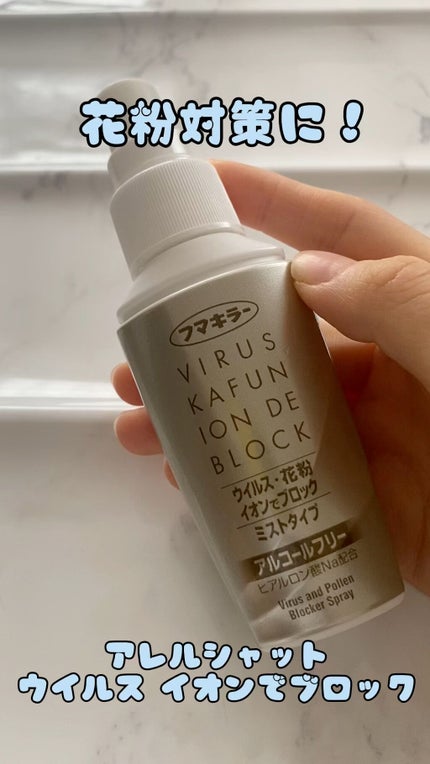 花粉対策に!
フマキラー
VIRUS
KAFUN
ION DE
BLOCK
ウイルス・花粉
イオンでブロック
ミストタイプ
アルコールフリー
ヒアルロン酸Na配合
Virus and Pollen
Blocker Spray
アレルシャット
ウイルス イオンでブロック